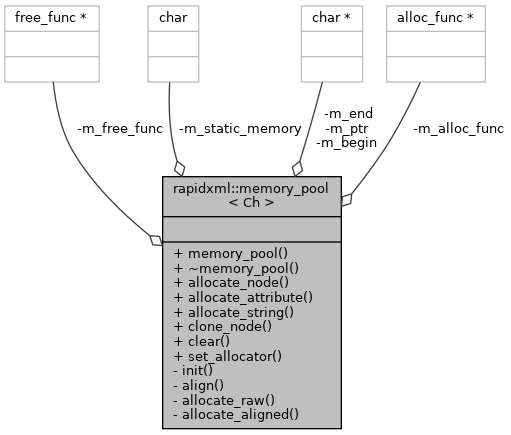 free_func *
char
char *
alloc_func *
-m_free_func
-m_static_memory
-m_end
-m_ptr
-m_begin
-m_alloc_func
rapidxml::memory_pool
< Ch >
+ memory_pool()
+ ~memory_pool()
+ allocate_node()
+ allocate_attribute()
+ allocate_string()
+ clone_node()
+ clear()
+ set_allocator()
- init()
- align()
- allocate_raw()
- allocate_aligned()